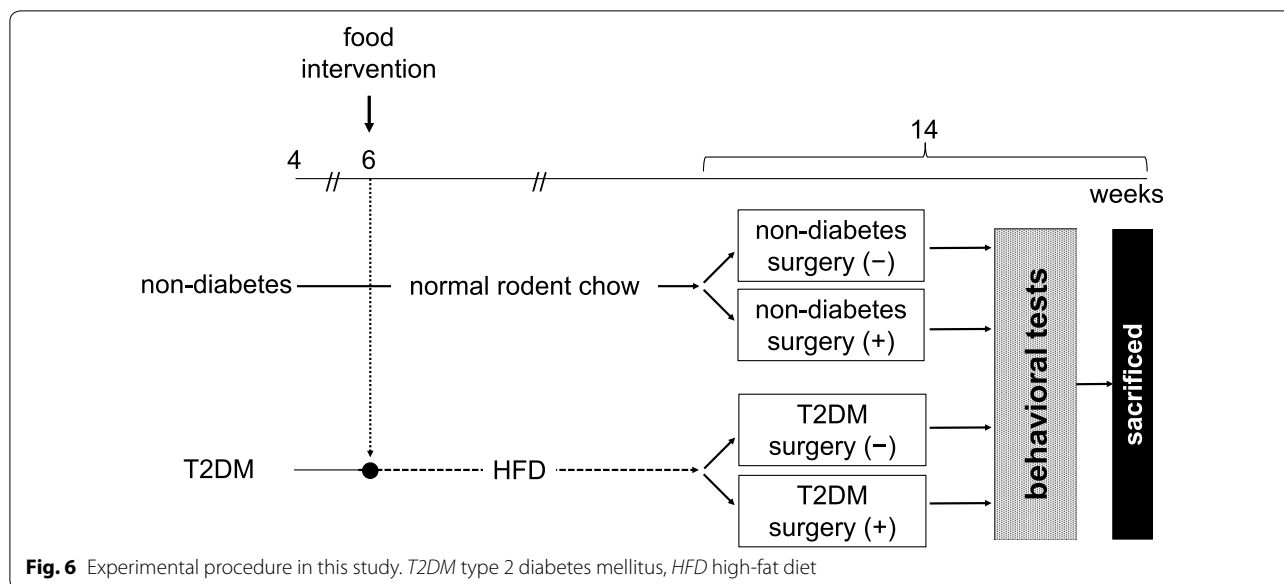 food
intervention
14
4 // 6 //
weeks
non-diabetes
surgery (−)
non-diabetes normal rodent chow
non-diabetes
surgery (+)
T2DM
surgery (−)
T2DM HFD
T2DM
surgery (+)
behavioral tests
sacrificed
Fig. 6 Experimental procedure in this study. T2DM type 2 diabetes mellitus, HFD high-fat diet